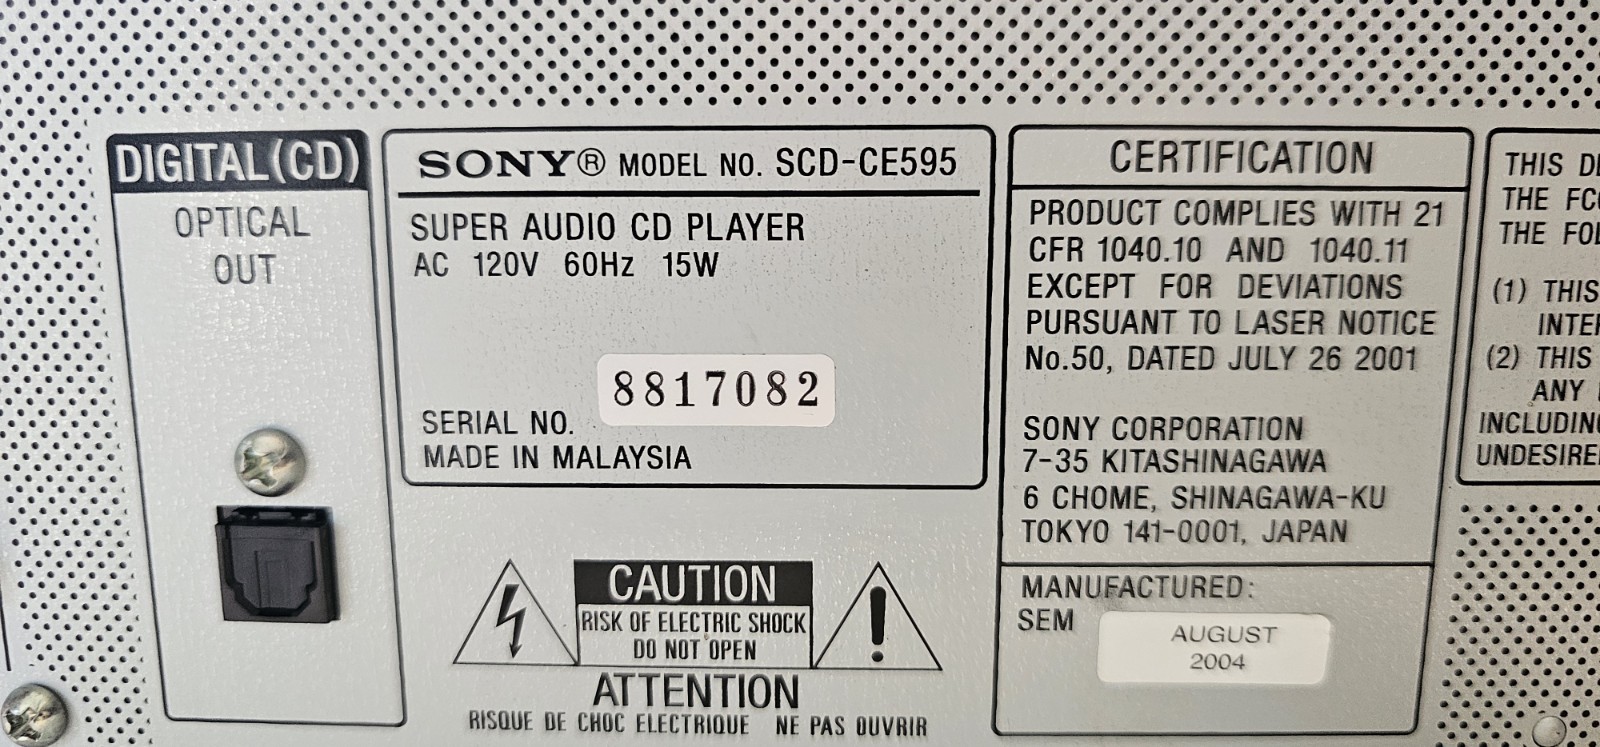 DIGITAL(CD)
OPTICAL
OUT
SONY® MODEL NO. SCD-CE595
SUPER AUDIO CD PLAYER
AC 120V 60Hz 15W
8817082
SERIAL NO.
MADE IN MALAYSIA
CAUTION
RISK OF ELECTRIC SHOCK
DO NOT OPEN
ATTENTION
RISQUE DE CHOC ELECTRIQUE NE PAS OUVRIR
CERTIFICATION
PRODUCT COMPLIES WITH 21
CFR 1040.10 AND 1040.11
EXCEPT FOR DEVIATIONS
PURSUANT TO LASER NOTICE
No.50, DATED JULY 26 2001
SONY CORPORATION
7-35 KITASHINAGAWA
6 CHOME, SHINAGAWA-KU
TOKYO 141-0001, JAPAN
MANUFACTURED:
SEM
AUGUST
2004
THIS
THE
THE
(1) THIS
(2) THIS
ANY